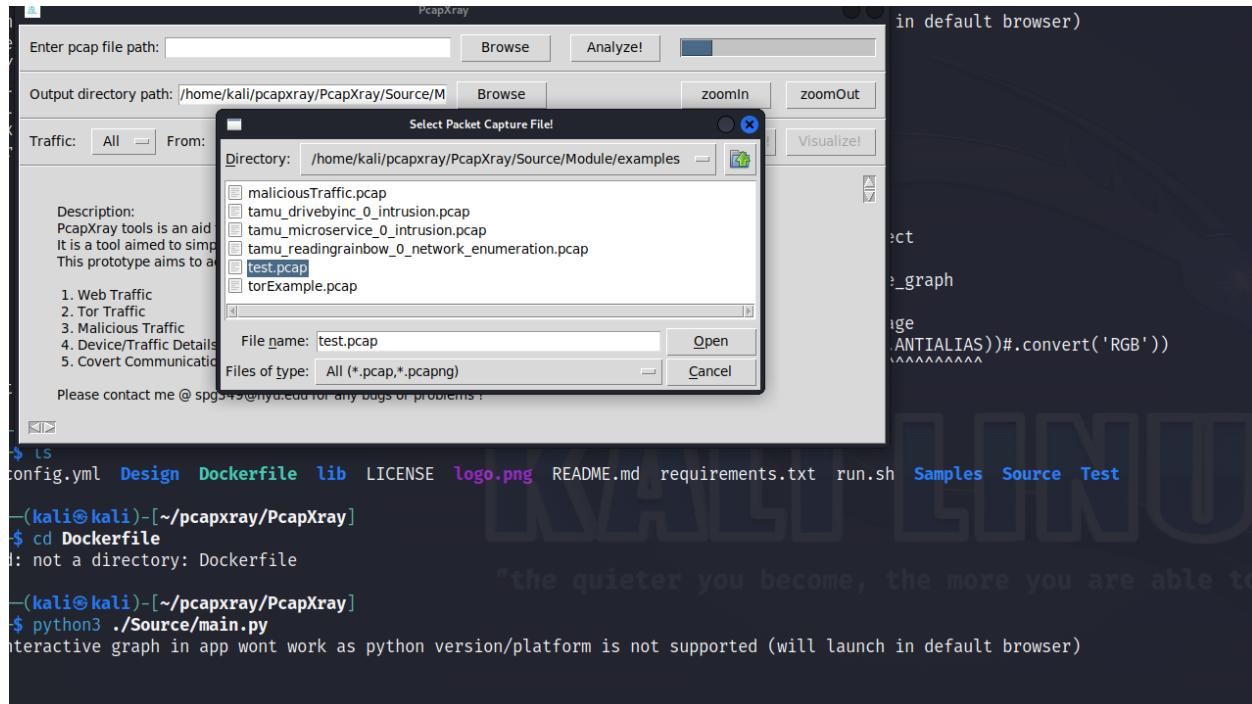 PcapXray
in default browser)
Enter pcap file path:
Browse
Analyze!
Output directory path: /home/kali/pcapxray/PcapXray/Source/M
Browse
zoomIn
zoomOut
Traffic: All From:
Visualize!
Select Packet Capture File!
Directory: /home/kali/pcapxray/PcapXray/Source/Module/examples
maliciousTraffic.pcap
tamu_drivebyinc_0_intrusion.pcap
tamu_microservice_0_intrusion.pcap
tamu_readingrainbow_0_network_enumeration.pcap
test.pcap
torExample.pcap
File name: test.pcap
Open
Files of type: All (*.pcap,*.pcapng)
Cancel
Description:
PcapXray tools is an aid
It is a tool aimed to simp
This prototype aims to a
1. Web Traffic
2. Tor Traffic
3. Malicious Traffic
4. Device/Traffic Details
5. Covert Communicatio
Please contact me @ spg349@nyu.edu for any bugs or problems !
ect
e_graph
age
ANTIALIAS))#.convert('RGB'))
^^^^^^^^^^
$ ls
config.yml Design Dockerfile lib LICENSE logo.png README.md requirements.txt run.sh Samples Source Test
(kali㉿kali)-[~/pcapxray/PcapXray]
$ cd Dockerfile
d: not a directory: Dockerfile
(kali㉿kali)-[~/pcapxray/PcapXray]
$ python3 ./Source/main.py
nteractive graph in app wont work as python version/platform is not supported (will launch in default browser)
KALI LINU
"the quieter you become, the more you are able to